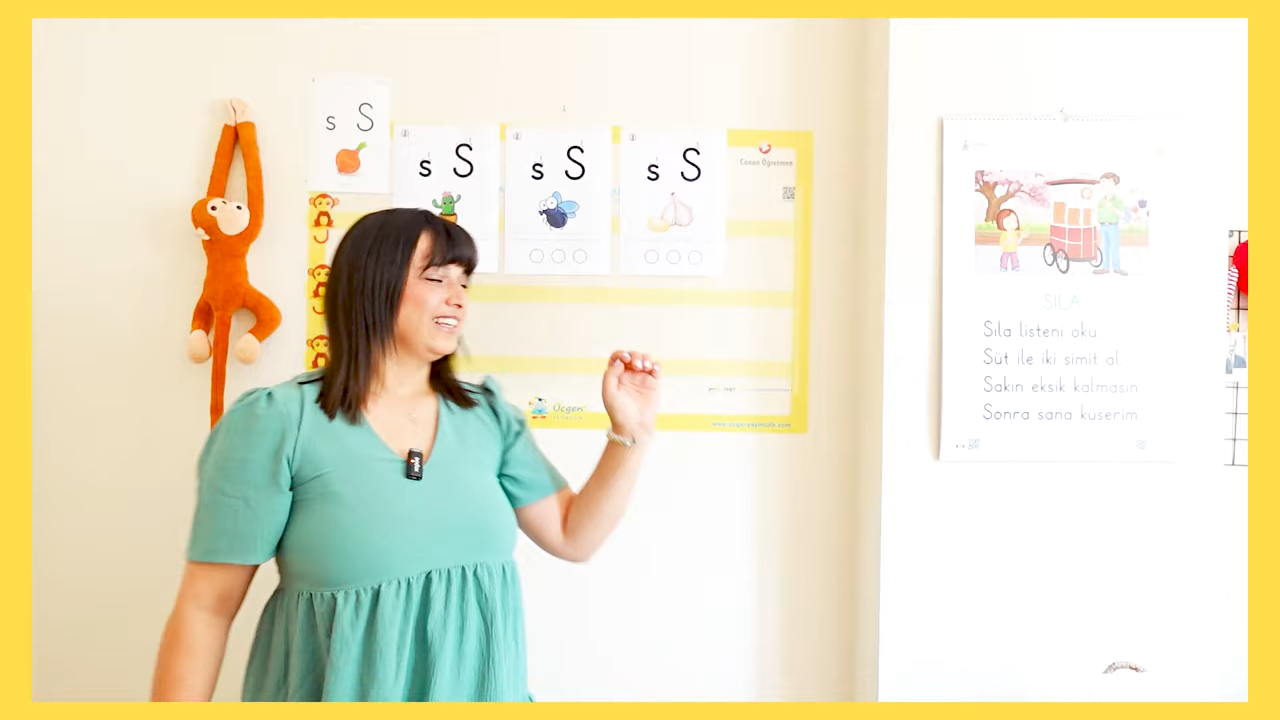 s S
s S
s S
s S
Canan Öğretmen
Üçgen
SILA
Sıla listeni oku
Süt ile iki simit al.
Sakın eksik kalmasın
Sonra sana küserim.